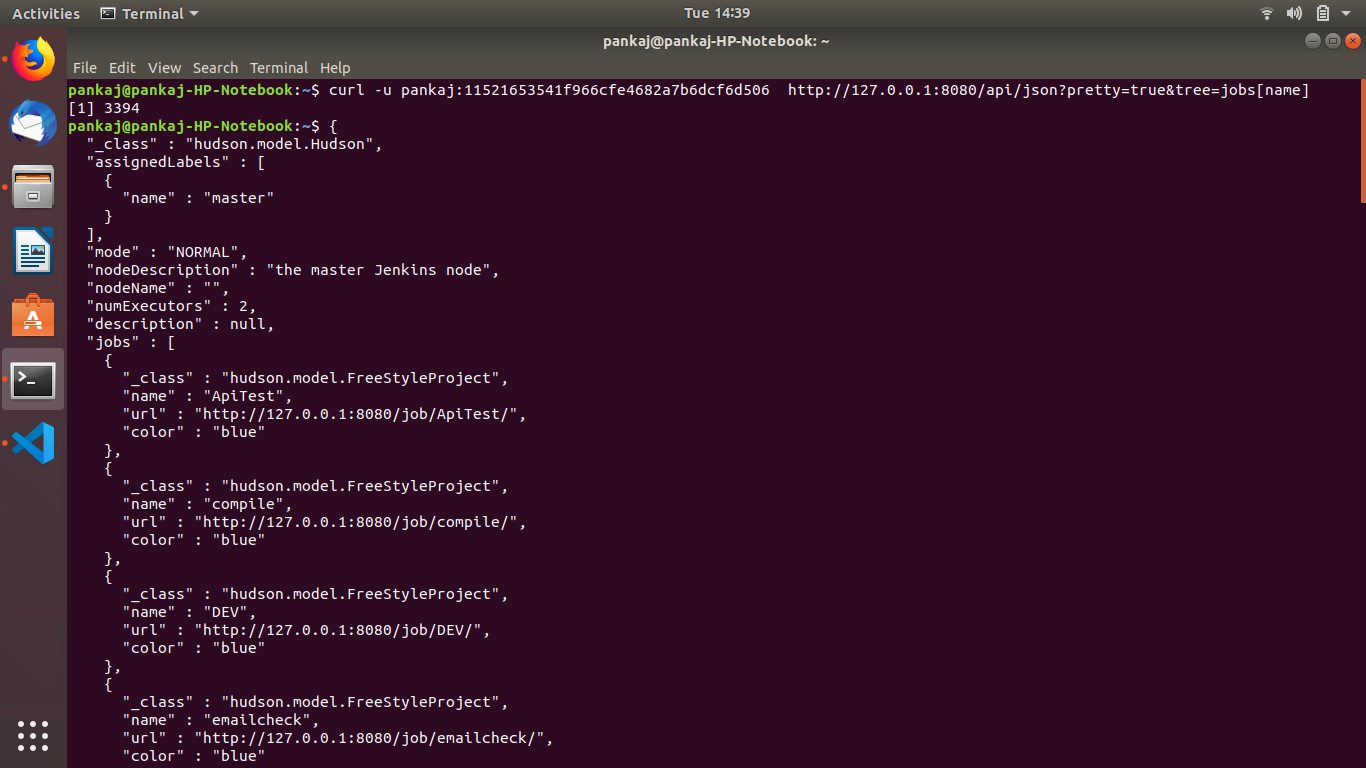 Activities Terminal Tue 14:39
pankaj@pankaj-HP-Notebook: ~
File Edit View Search Terminal Help
pankaj@pankaj-HP-Notebook:~$ curl -u pankaj:11521653541f966cfe4682a7b6dcf6d506  http://127.0.0.1:8080/api/json?pretty=true&tree=jobs[name]
[1] 3394
pankaj@pankaj-HP-Notebook:~$ {
  "_class" : "hudson.model.Hudson",
  "assignedLabels" : [
    {
      "name" : "master"
    }
  ],
  "mode" : "NORMAL",
  "nodeDescription" : "the master Jenkins node",
  "nodeName" : "",
  "numExecutors" : 2,
  "description" : null,
  "jobs" : [
    {
      "_class" : "hudson.model.FreeStyleProject",
      "name" : "ApiTest",
      "url" : "http://127.0.0.1:8080/job/ApiTest/",
      "color" : "blue"
    },
    {
      "_class" : "hudson.model.FreeStyleProject",
      "name" : "compile",
      "url" : "http://127.0.0.1:8080/job/compile/",
      "color" : "blue"
    },
    {
      "_class" : "hudson.model.FreeStyleProject",
      "name" : "DEV",
      "url" : "http://127.0.0.1:8080/job/DEV/",
      "color" : "blue"
    },
    {
      "_class" : "hudson.model.FreeStyleProject",
      "name" : "emailcheck",
      "url" : "http://127.0.0.1:8080/job/emailcheck/",
      "color" : "blue"